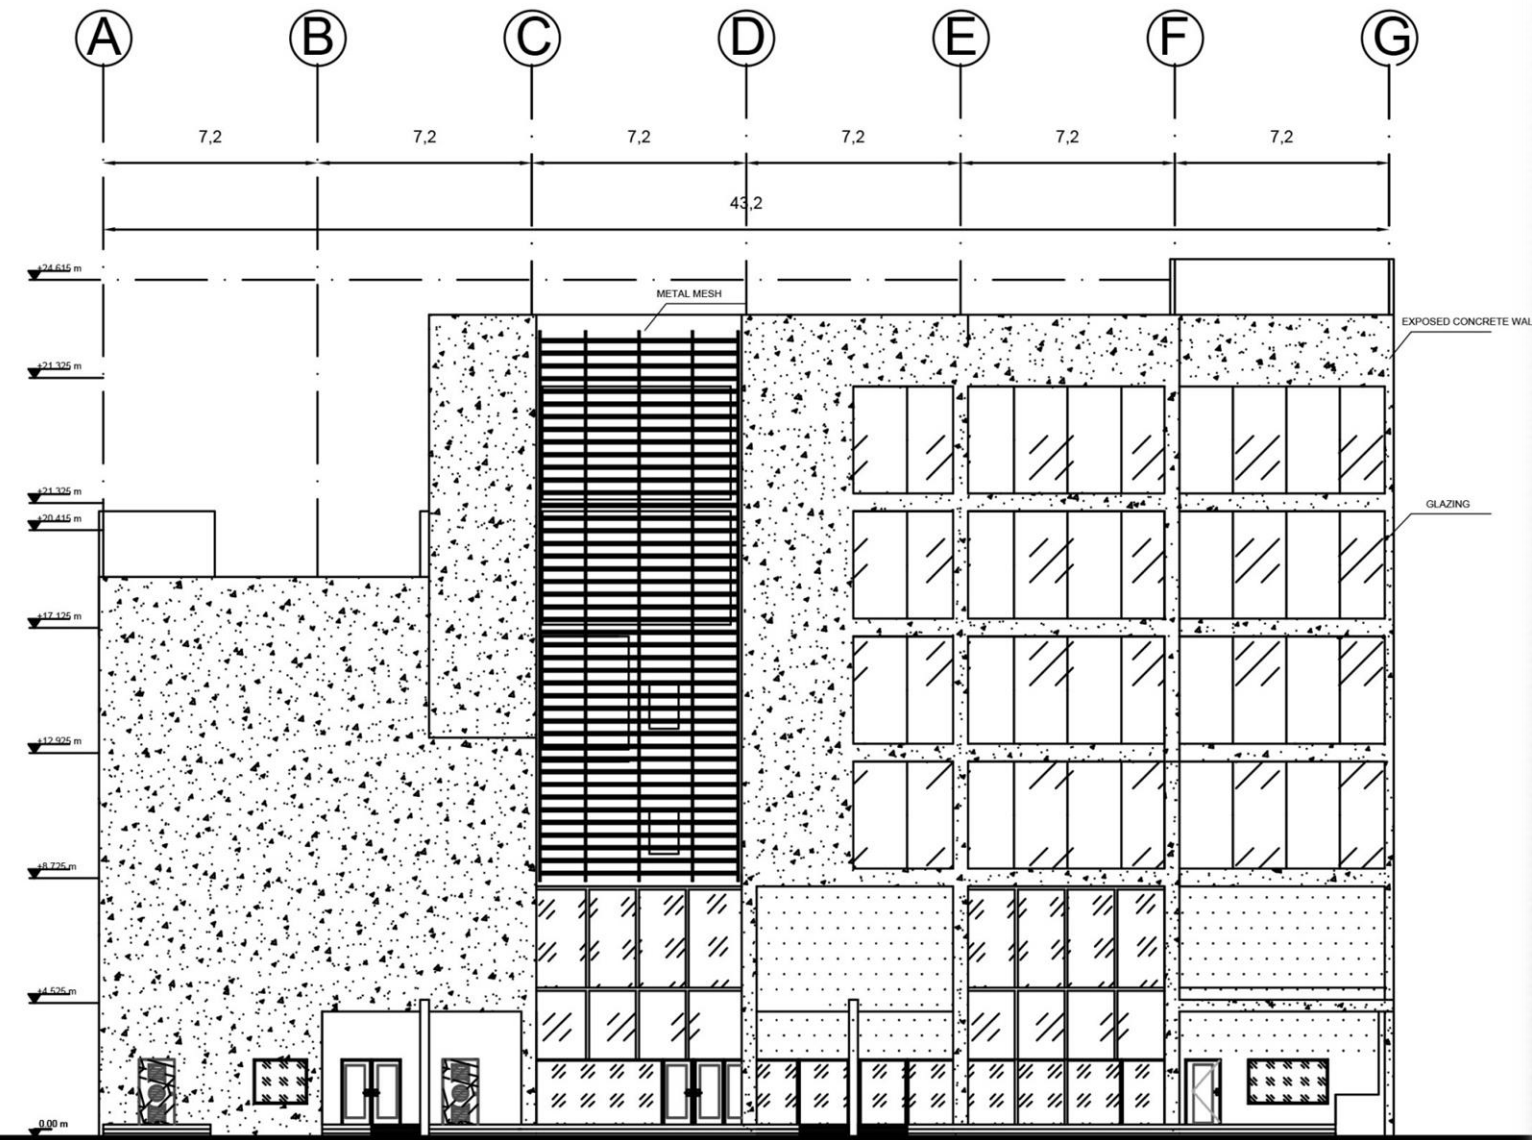 A B C D E F G
7,2 7,2 7,2 7,2 7,2 7,2
43,2
+24.615 m
METAL MESH
EXPOSED CONCRETE WAL
+21.325 m
+21.325 m
GLAZING
+20.415 m
+17.125 m
+12.925 m
+8.725 m
+4.525 m
0.00 m